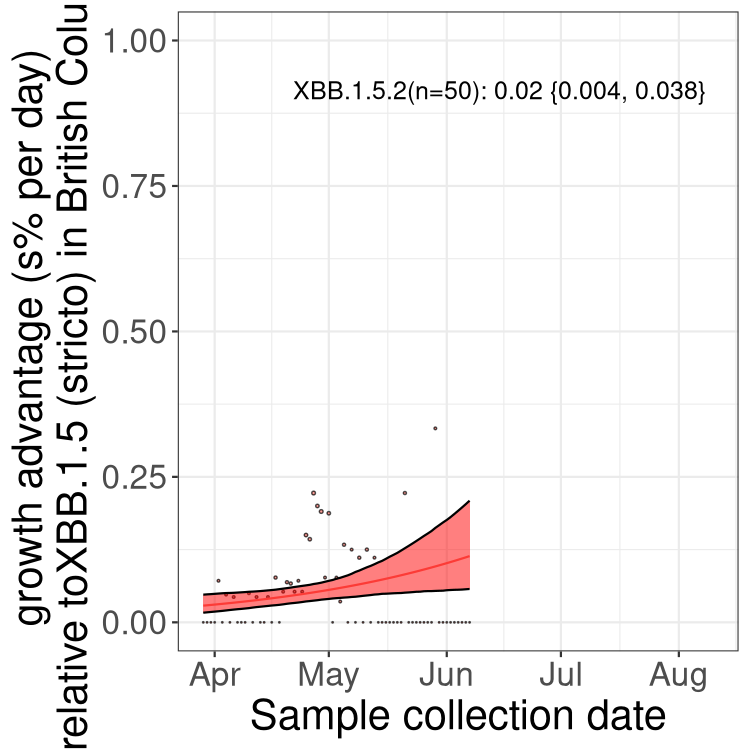 growth advantage (s% per day)
relative toXBB.1.5 (stricto) in British Colu
1.00
0.75
0.50
0.25
0.00
XBB.1.5.2(n=50): 0.02 {0.004, 0.038}
Apr May Jun Jul Aug
Sample collection date